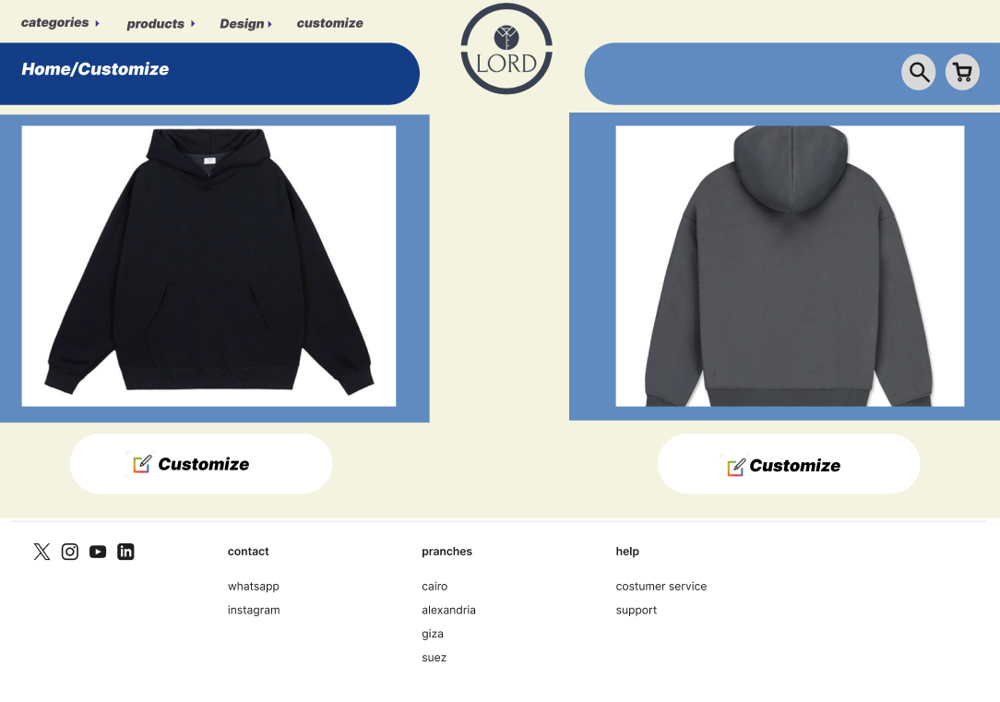 categories products Design customize
LORD
Home/Customize
Customize Customize
contact pranches help
whatsapp cairo costumer service
instagram alexandria support
giza
suez